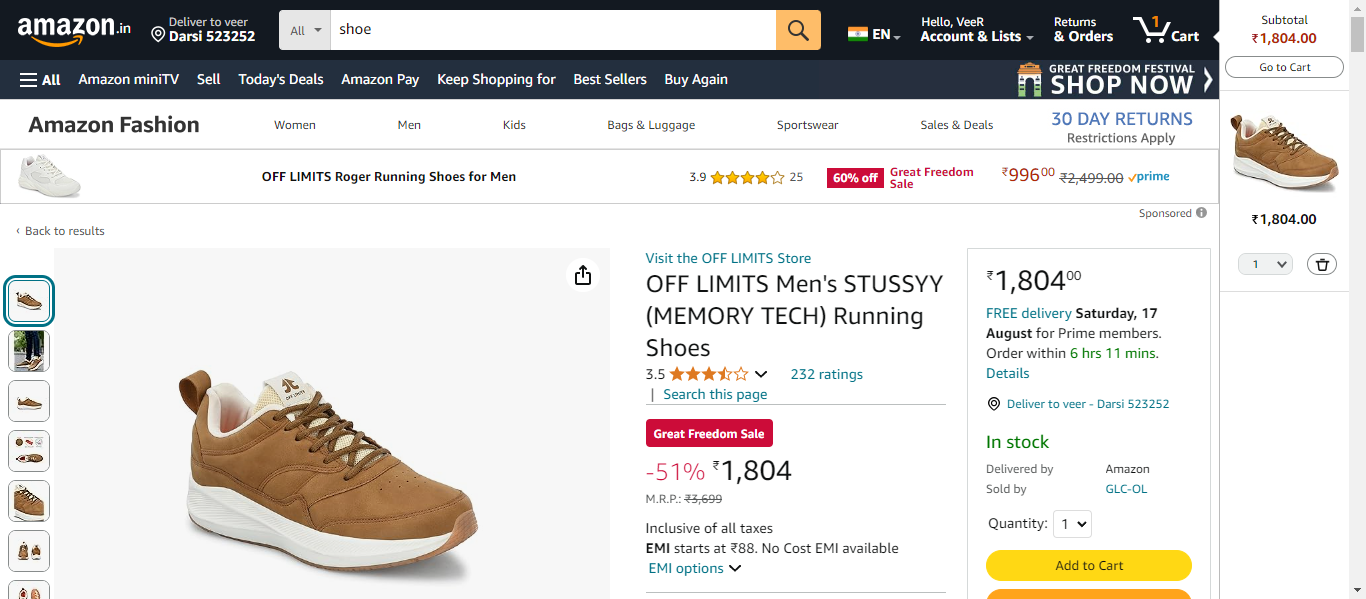 amazon.in
Deliver to veer
Darsi 523252
All
shoe
EN
Hello, VeeR
Account & Lists
Returns
& Orders
1
Cart
Subtotal
₹1,804.00
Go to Cart
All
Amazon miniTV
Sell
Today's Deals
Amazon Pay
Keep Shopping for
Best Sellers
Buy Again
GREAT FREEDOM FESTIVAL
SHOP NOW
Amazon Fashion
Women
Men
Kids
Bags & Luggage
Sportswear
Sales & Deals
30 DAY RETURNS
Restrictions Apply
OFF LIMITS Roger Running Shoes for Men
3.9
25
60% off
Great Freedom
Sale
₹99600
₹2,499.00
prime
Sponsored
₹1,804.00
1
‹ Back to results
OFF LIMITS
Visit the OFF LIMITS Store
OFF LIMITS Men's STUSSYY
(MEMORY TECH) Running
Shoes
3.5
232 ratings
| Search this page
Great Freedom Sale
-51% ₹1,804
M.R.P.: ₹3,699
Inclusive of all taxes
EMI starts at ₹88. No Cost EMI available
EMI options
₹1,80400
FREE delivery Saturday, 17
August for Prime members.
Order within 6 hrs 11 mins.
Details
Deliver to veer - Darsi 523252
In stock
Delivered by Amazon
Sold by GLC-OL
Quantity: 1
Add to Cart